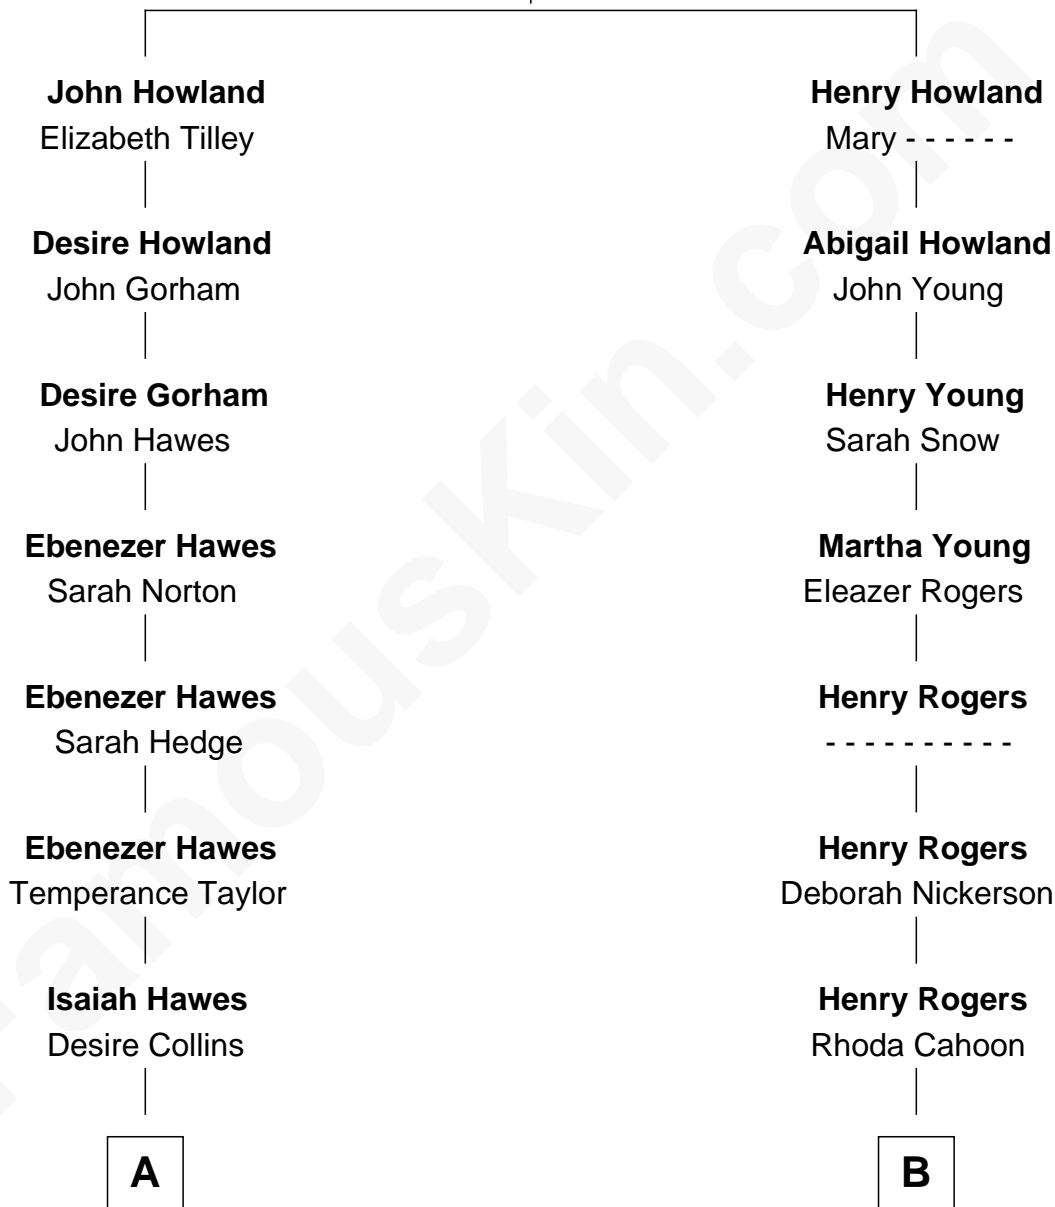 John Howland
Elizabeth Tilley
Desire Howland
John Gorham
Desire Gorham
John Hawes
Ebenezer Hawes
Sarah Norton
Ebenezer Hawes
Sarah Hedge
Ebenezer Hawes
Temperance Taylor
Isaiah Hawes
Desire Collins
A
Henry Howland
Mary - - - - - -
Abigail Howland
John Young
Henry Young
Sarah Snow
Martha Young
Eleazer Rogers
Henry Rogers
- - - - - - - - - -
Henry Rogers
Deborah Nickerson
Henry Rogers
Rhoda Cahoon
B
FamousKin.com